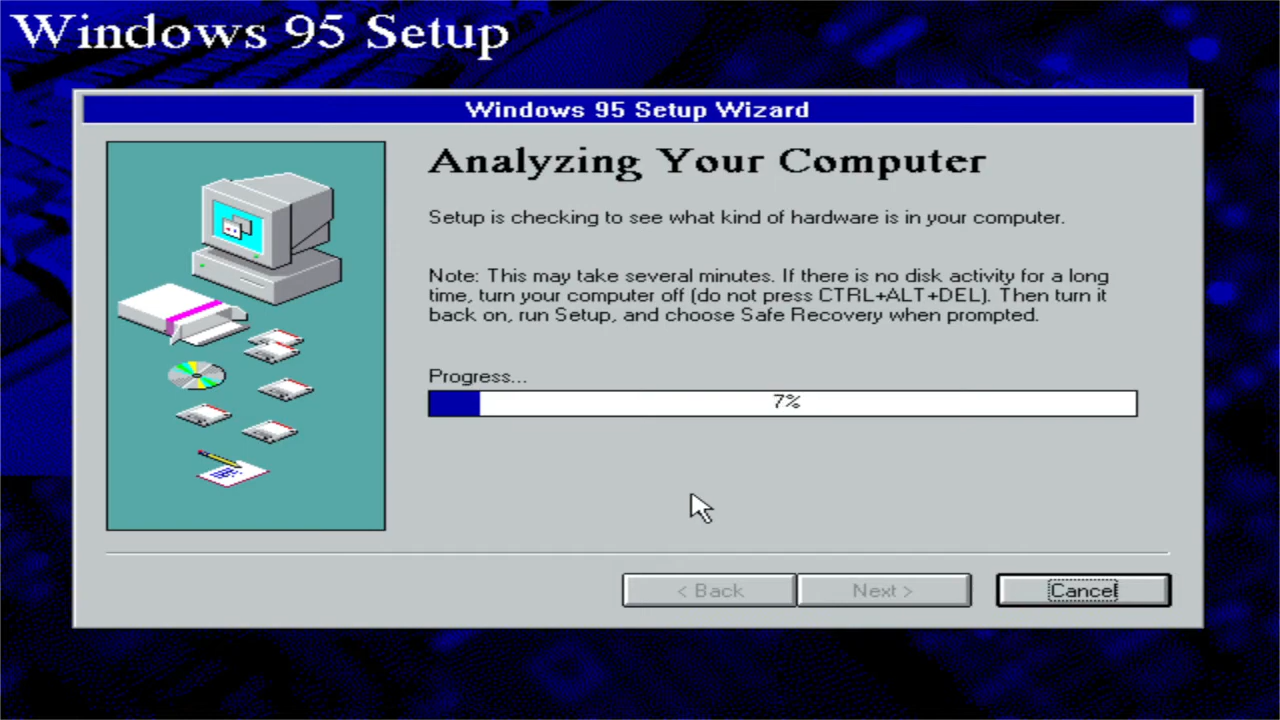 Windows 95 Setup
Windows 95 Setup Wizard
Analyzing Your Computer
Setup is checking to see what kind of hardware is in your computer.
Note: This may take several minutes. If there is no disk activity for a long
time, turn your computer off (do not press CTRL+ALT+DEL). Then turn it
back on, run Setup, and choose Safe Recovery when prompted.
Progress...
7%
< Back
Next >
Cancel